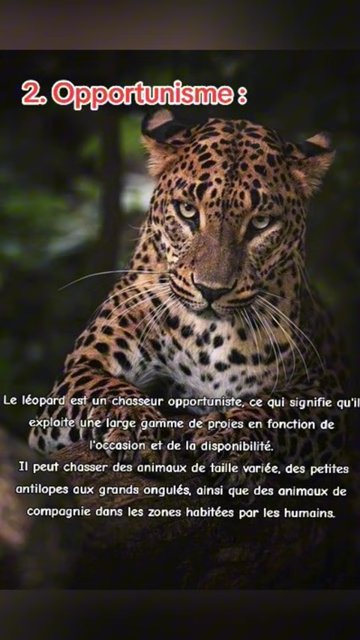 2. Opportunisme :
Le léopard est un chasseur opportuniste, ce qui signifie qu'il
exploite une large gamme de proies en fonction de
l'occasion et de la disponibilité.
Il peut chasser des animaux de taille variée, des petites
antilopes aux grands ongulés, ainsi que des animaux de
compagnie dans les zones habitées par les humains.